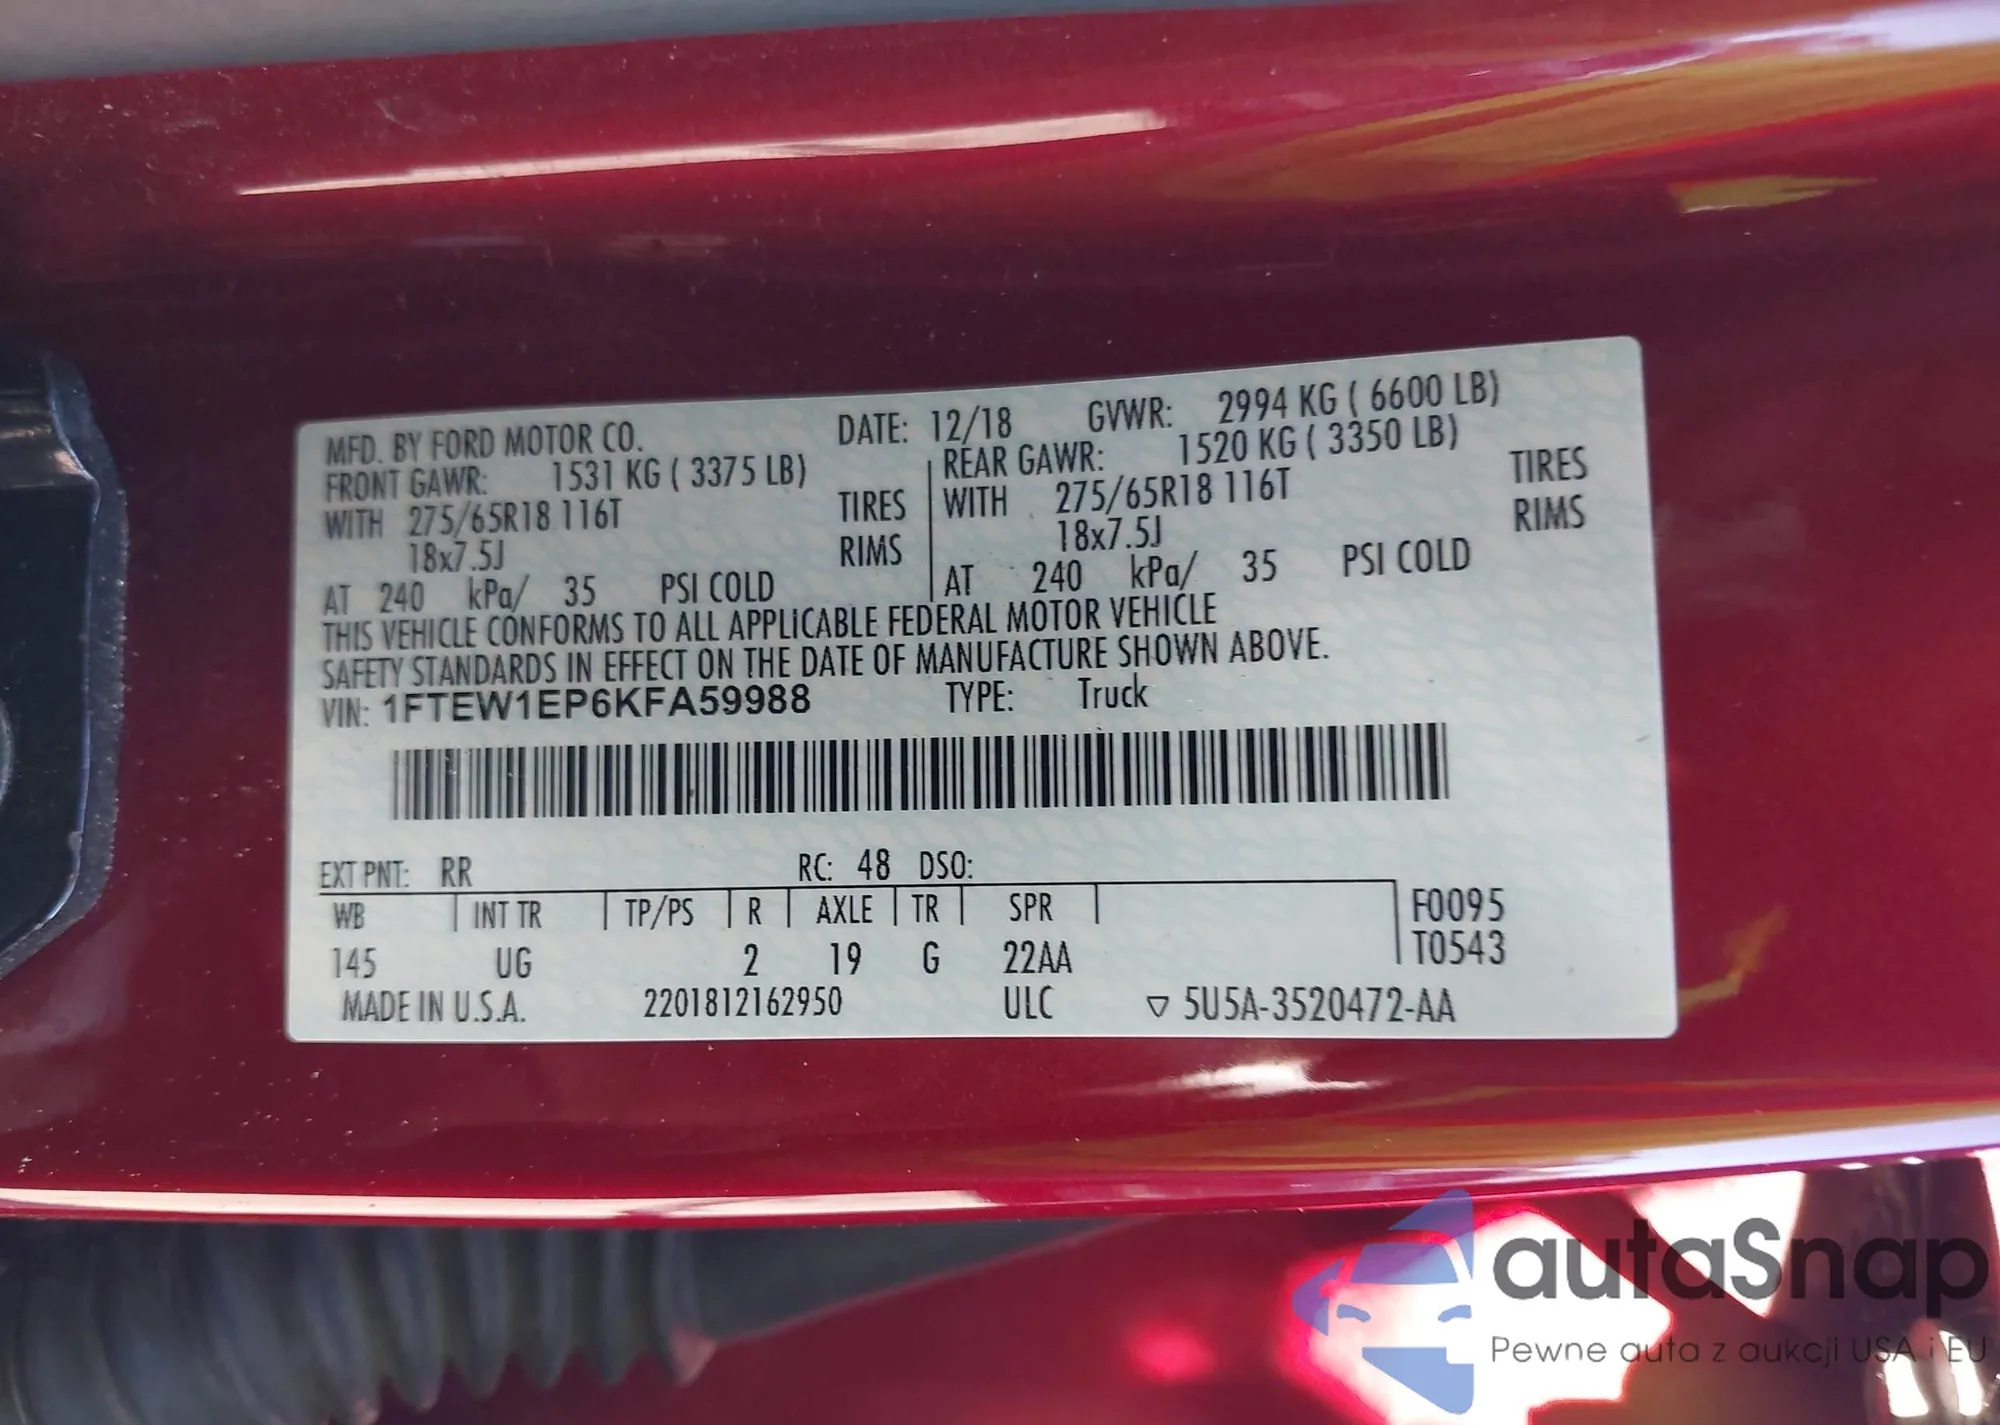 MFD. BY FORD MOTOR CO. DATE: 12/18 GVWR: 2994 KG ( 6600 LB)
FRONT GAWR: 1531 KG ( 3375 LB) REAR GAWR: 1520 KG ( 3350 LB)
WITH 275/65R18 116T TIRES WITH 275/65R18 116T TIRES
18x7.5J RIMS 18x7.5J RIMS
AT 240 kPa/ 35 PSI COLD AT 240 kPa/ 35 PSI COLD
THIS VEHICLE CONFORMS TO ALL APPLICABLE FEDERAL MOTOR VEHICLE
SAFETY STANDARDS IN EFFECT ON THE DATE OF MANUFACTURE SHOWN ABOVE.
VIN: 1FTEW1EP6KFA59988 TYPE: Truck
EXT PNT: RR RC: 48 DSO:
WB INT TR TP/PS R AXLE TR SPR F0095
145 UG 2 19 G 22AA T0543
MADE IN U.S.A. 2201812162950 ULC ▽ 5U5A-3520472-AA
autaSnap
Pewne auta z aukcji USA i EU